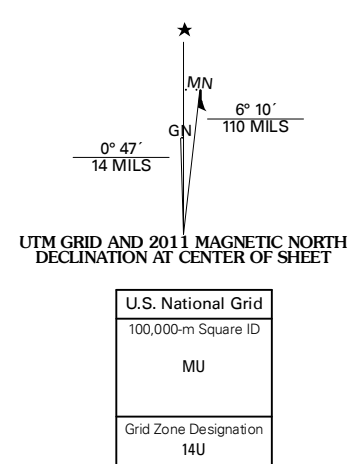 MN
GN
6° 10´
110 MILS
0° 47´
14 MILS
UTM GRID AND 2011 MAGNETIC NORTH
DECLINATION AT CENTER OF SHEET
U.S. National Grid
100,000-m Square ID
MU
Grid Zone Designation
14U